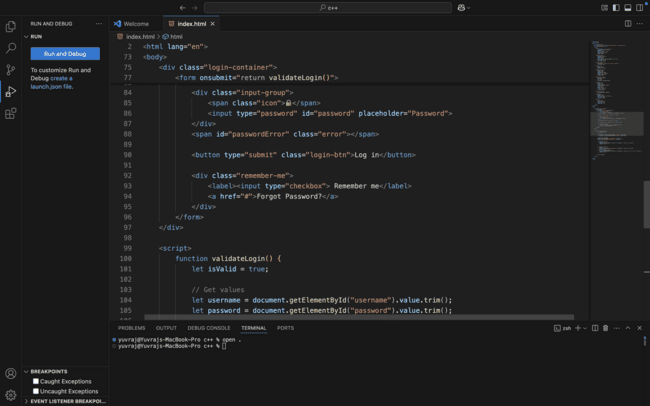 c++
RUN AND DEBUG
Welcome
index.html
RUN
index.html > html
Run and Debug
To customize Run and
Debug create a
launch.json file.
2 <html lang="en">
73 <body>
75 <div class="login-container">
77 <form onsubmit="return validateLogin()">
84 <div class="input-group">
85 <span class="icon">🔒</span>
86 <input type="password" id="password" placeholder="Password">
87 </div>
88 <span id="passwordError" class="error"></span>
89
90 <button type="submit" class="login-btn">Log in</button>
91
92 <div class="remember-me">
93 <label><input type="checkbox"> Remember me</label>
94 <a href="#">Forgot Password?</a>
95 </div>
96 </form>
97 </div>
98
99 <script>
100 function validateLogin() {
101 let isValid = true;
102
103 // Get values
104 let username = document.getElementById("username").value.trim();
105 let password = document.getElementById("password").value.trim();
PROBLEMS OUTPUT DEBUG CONSOLE TERMINAL PORTS
zsh
yuvraj@Yuvrajs-MacBook-Pro c++ % open .
yuvraj@Yuvrajs-MacBook-Pro c++ %
BREAKPOINTS
Caught Exceptions
Uncaught Exceptions
EVENT LISTENER BREAKPOI...